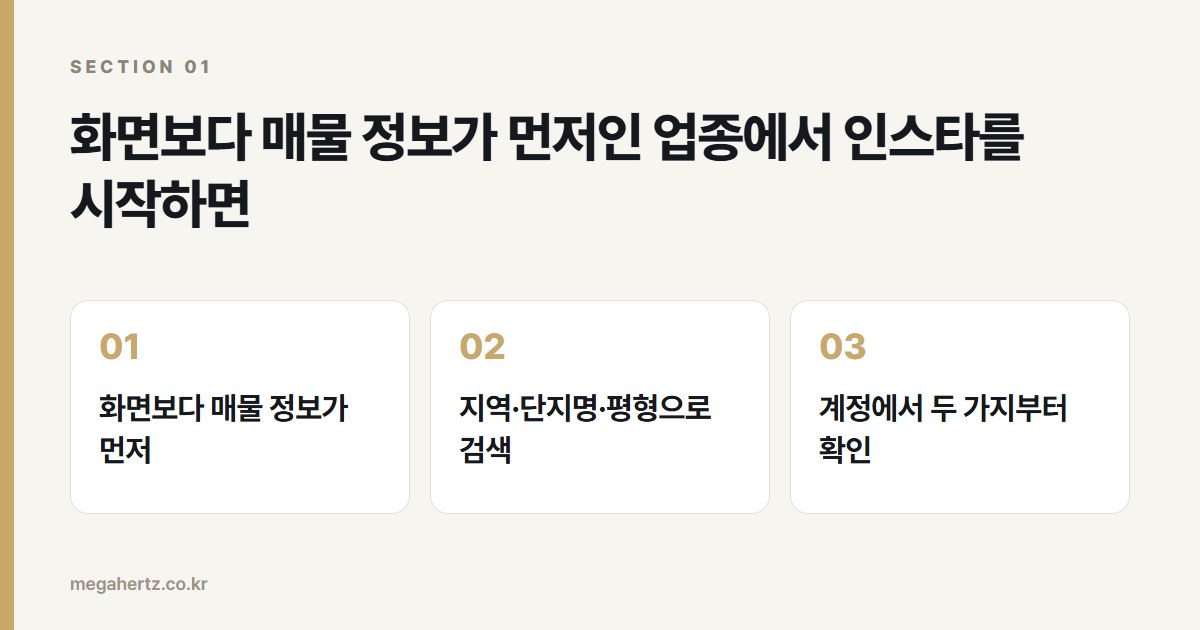 SECTION 01
화면보다 매물 정보가 먼저인 업종에서 인스타를
시작하면
01
화면보다 매물 정보가
먼저
02
지역·단지명·평형으로
검색
03
계정에서 두 가지부터
확인
megahertz.co.kr